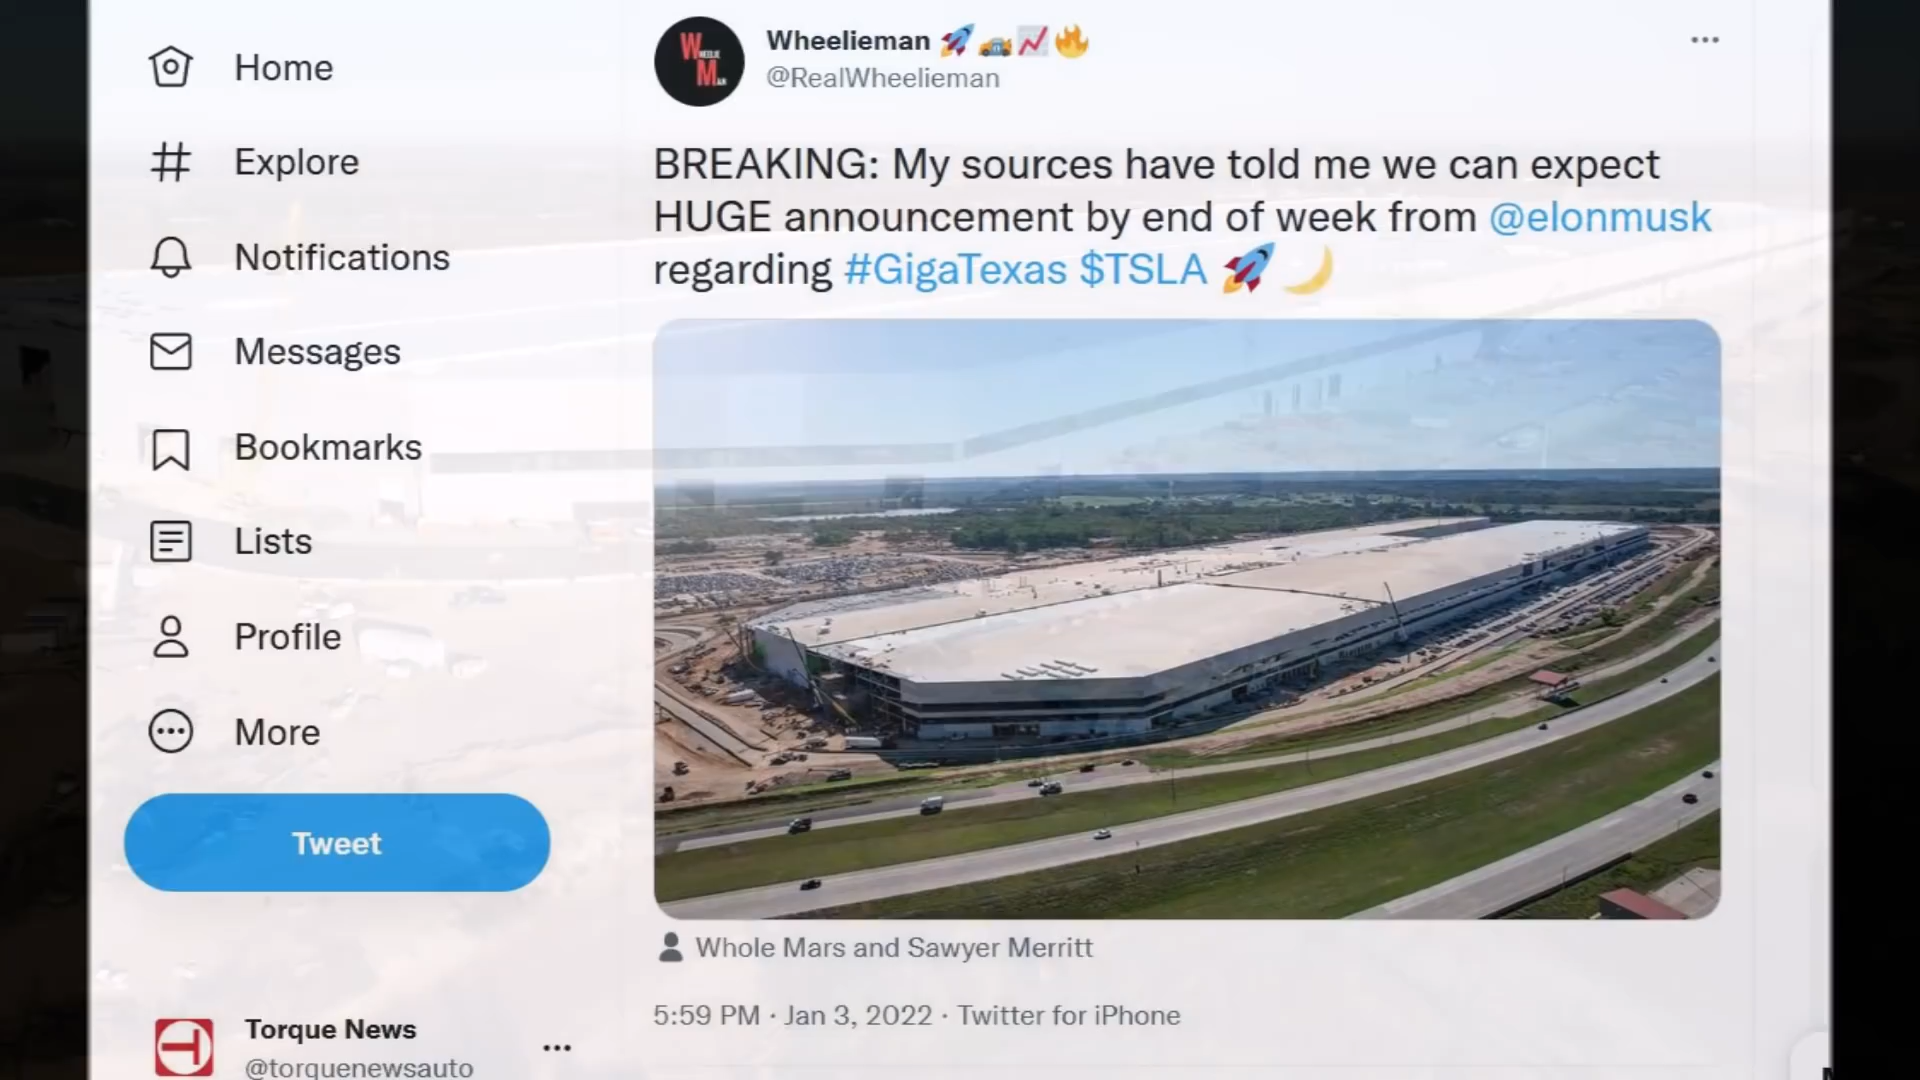 Home
Explore
Notifications
Messages
Bookmarks
Lists
Profile
More
Tweet
Torque News
@torquenewsauto
WHEELIE
MAN
Wheelieman 🚀🚙📈🔥
@RealWheelieman
BREAKING: My sources have told me we can expect
HUGE announcement by end of week from @elonmusk
regarding #GigaTexas $TSLA 🚀🌙
Whole Mars and Sawyer Merritt
5:59 PM · Jan 3, 2022 · Twitter for iPhone